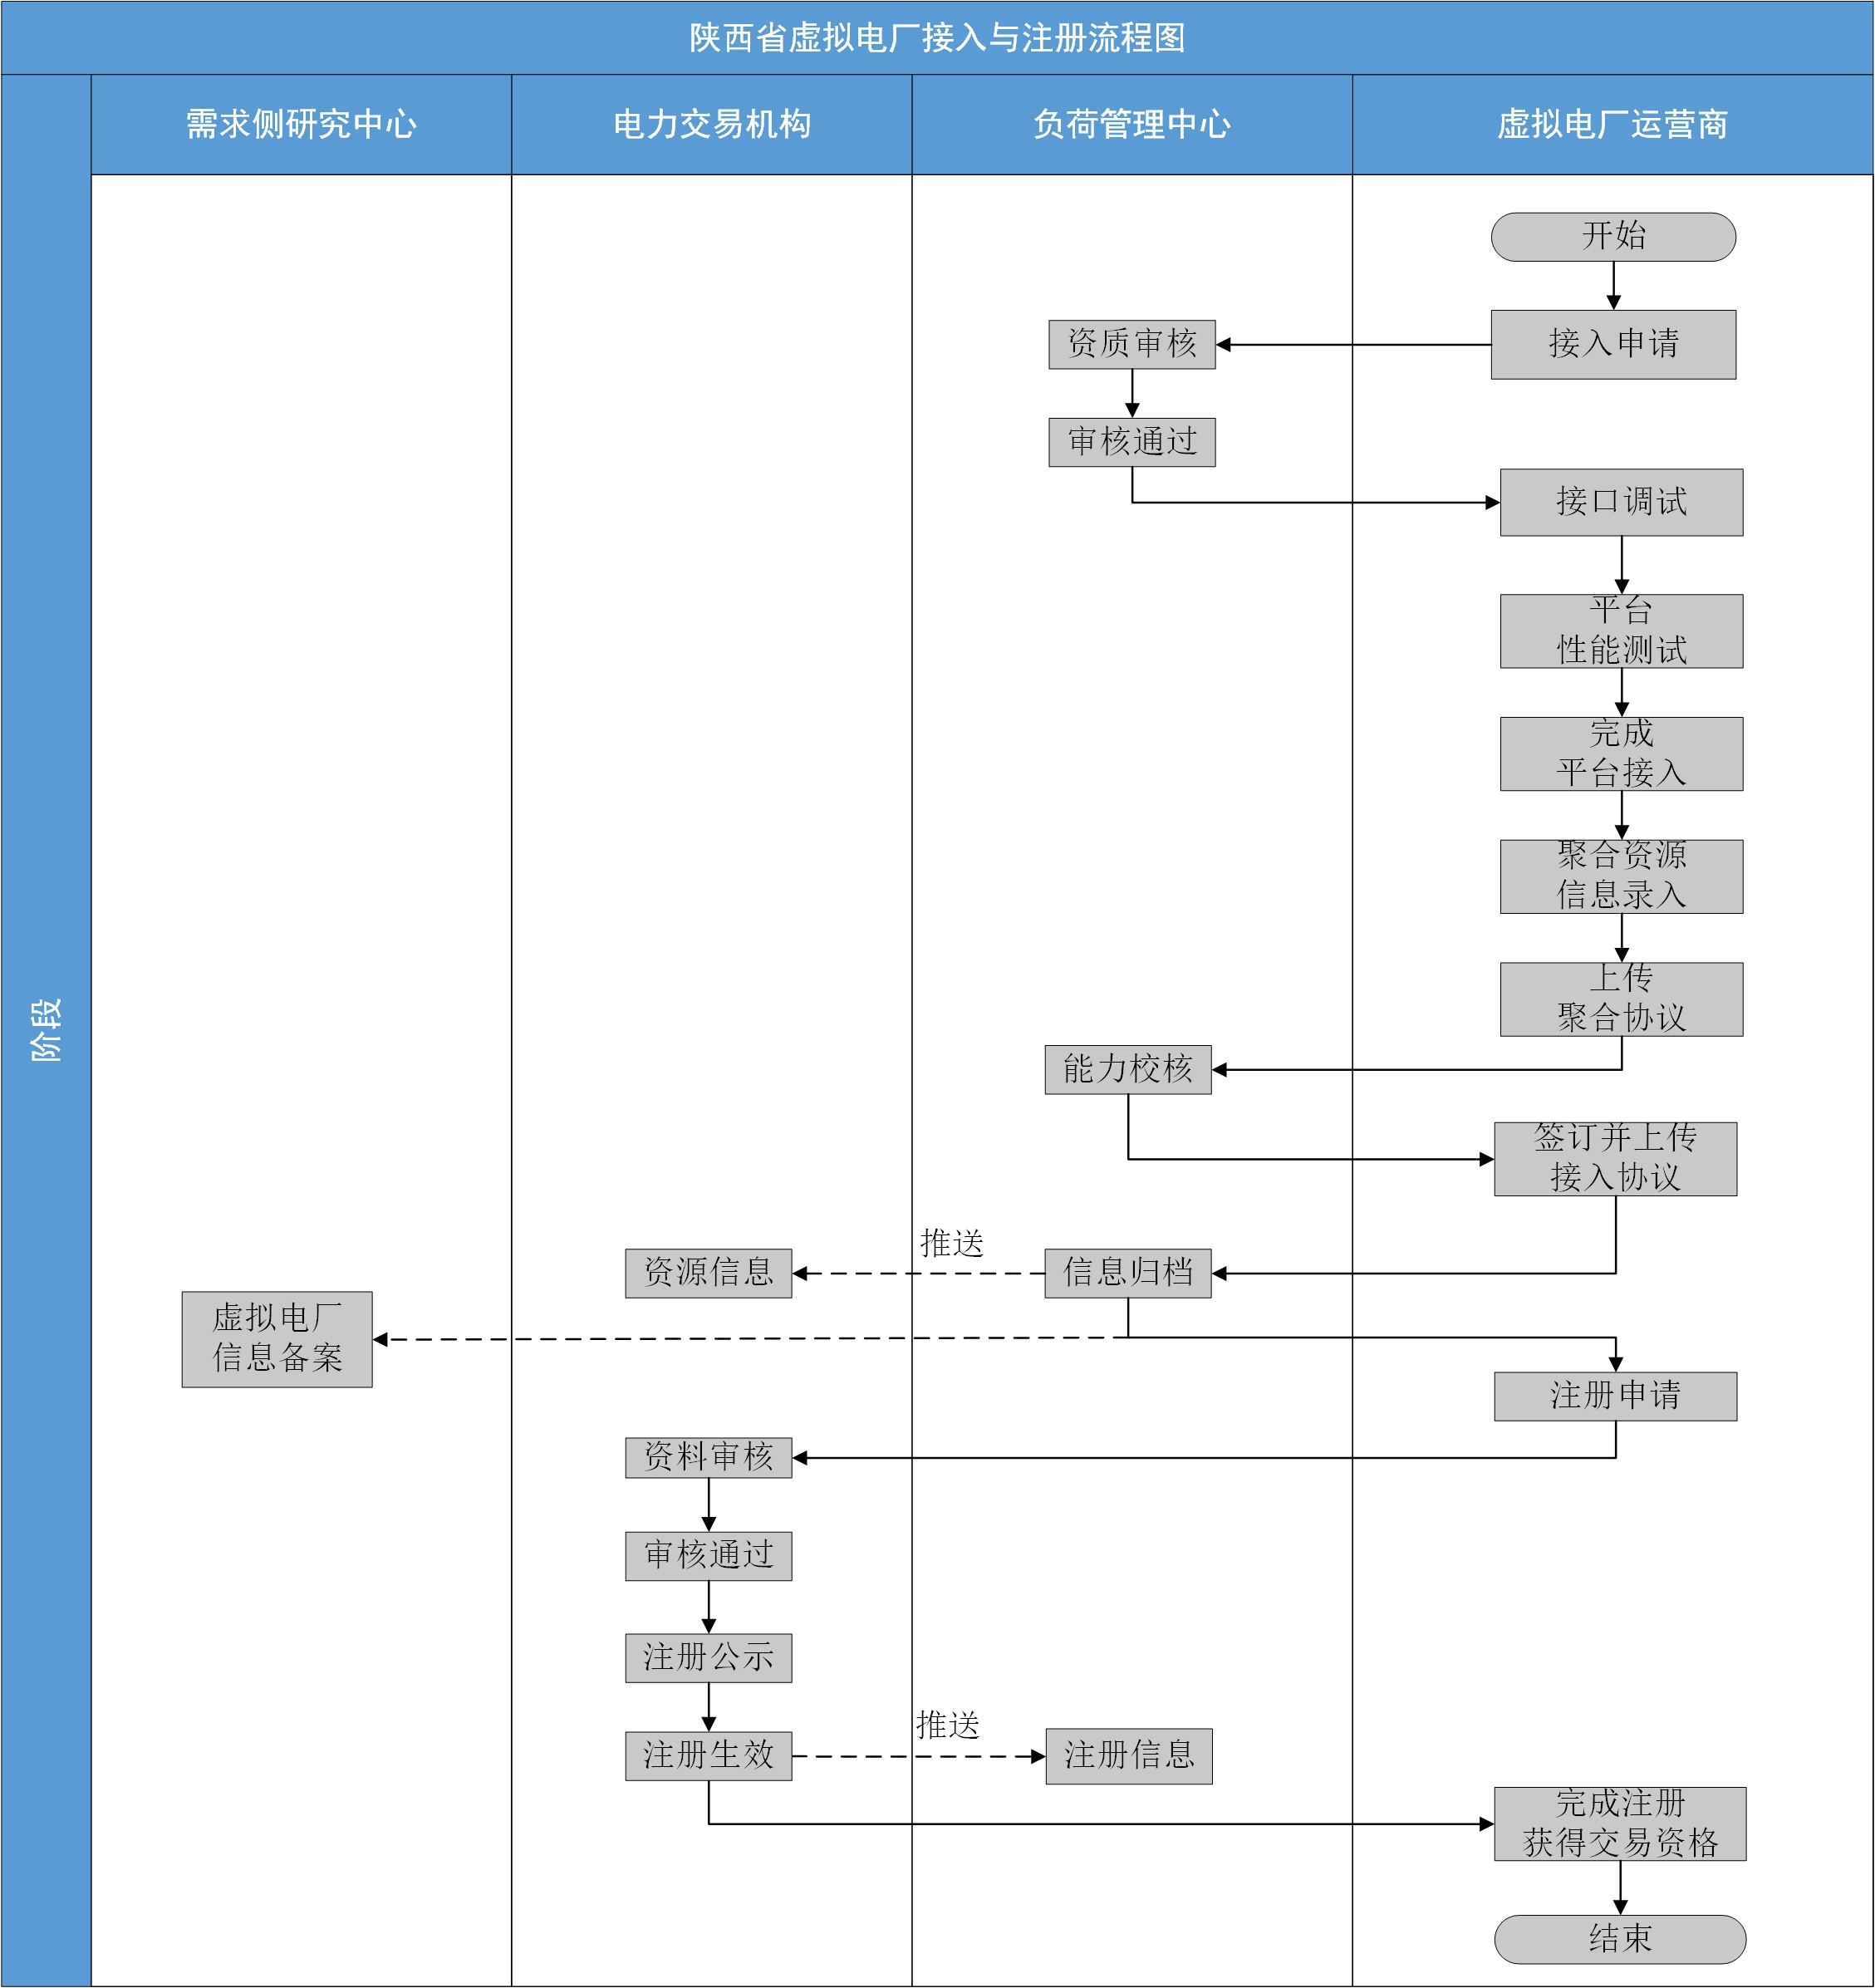 陕西省虚拟电厂接入与注册流程图
需求侧研究中心
电力交易机构
负荷管理中心
虚拟电厂运营商
阶段
开始
接入申请
资质审核
审核通过
接口调试
平台
性能测试
完成
平台接入
聚合资源
信息录入
上传
聚合协议
能力校核
签订并上传
接入协议
推送
资源信息
信息归档
虚拟电厂
信息备案
注册申请
资料审核
审核通过
注册公示
推送
注册生效
注册信息
完成注册
获得交易资格
结束